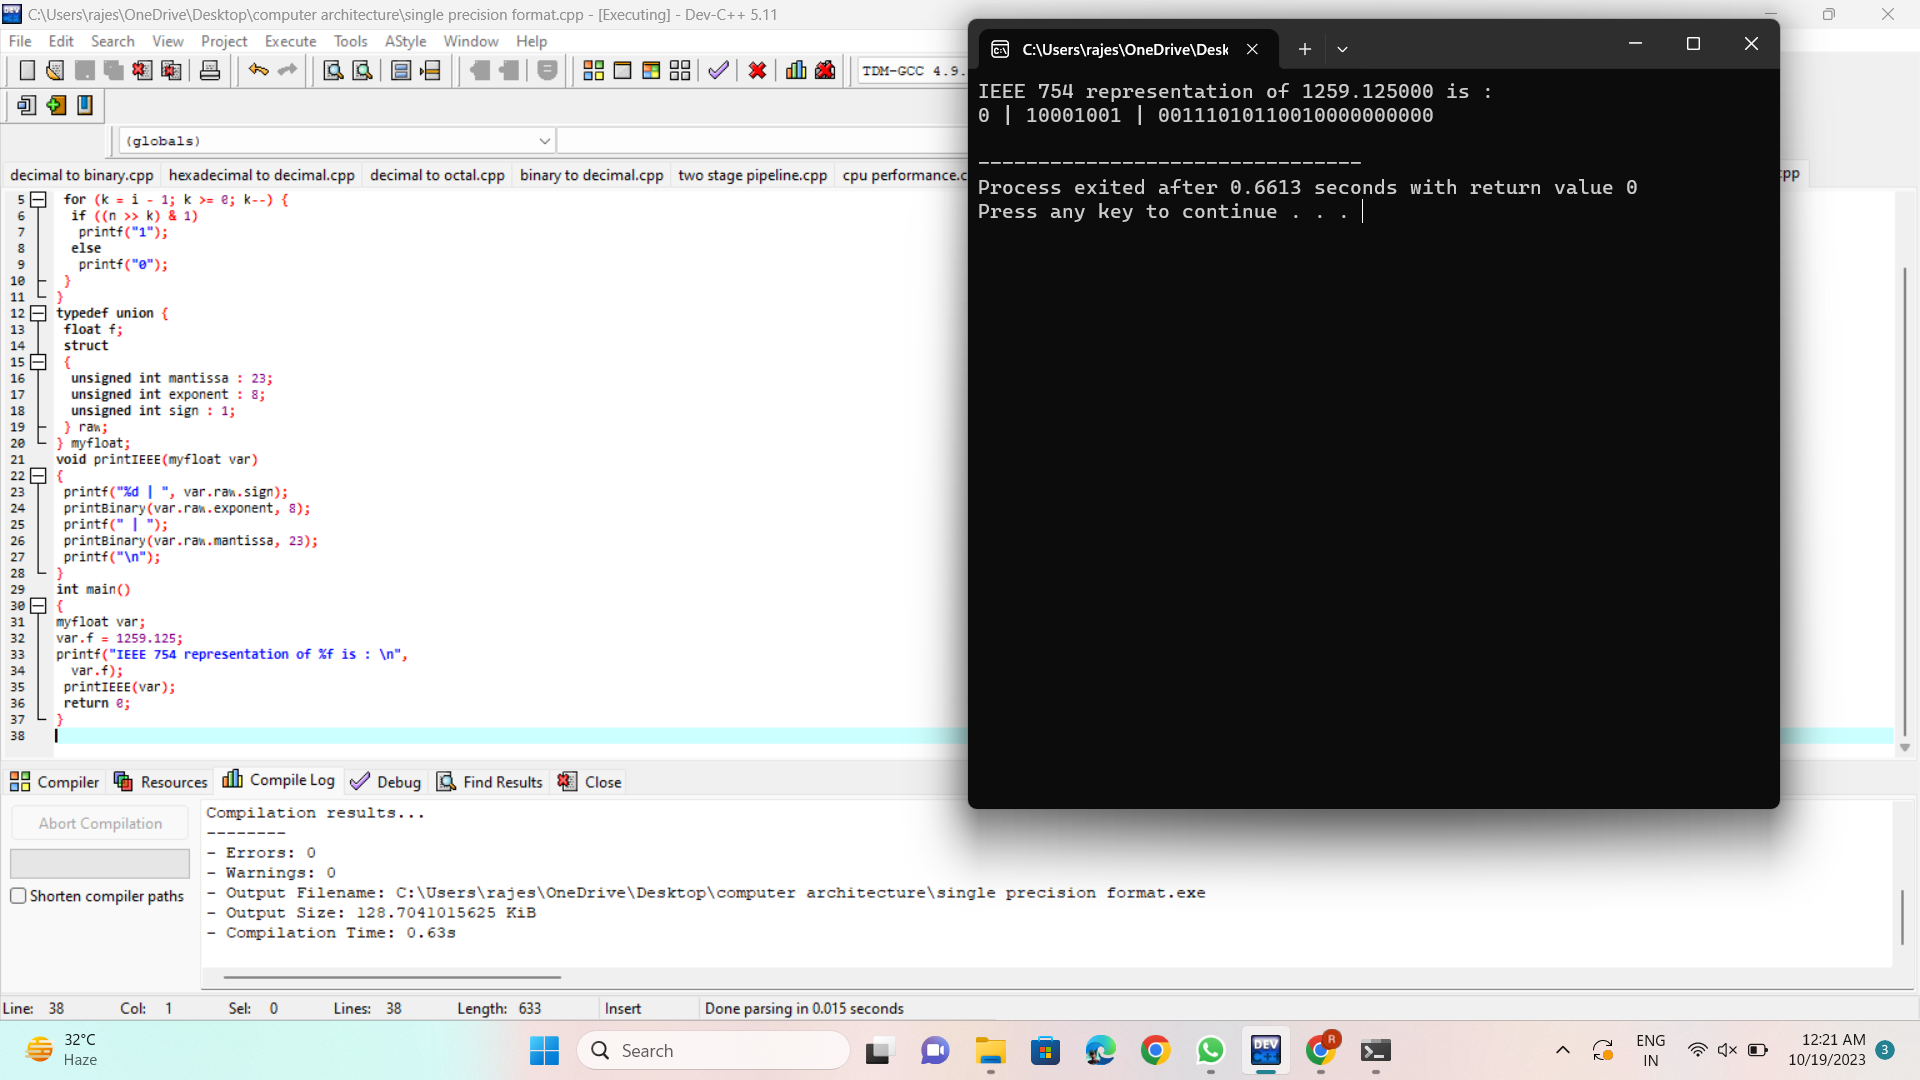 C:\Users\rajes\OneDrive\Desktop\computer architecture\single precision format.cpp - [Executing] - Dev-C++ 5.11
File Edit Search View Project Execute Tools AStyle Window Help
TDM-GCC 4.9.
(globals)
decimal to binary.cpp hexadecimal to decimal.cpp decimal to octal.cpp binary to decimal.cpp two stage pipeline.cpp cpu performance.c
5 for (k = i - 1; k >= 0; k--) {
6 if ((n >> k) & 1)
7 printf("1");
8 else
9 printf("0");
10 }
11 }
12 typedef union {
13 float f;
14 struct
15 {
16 unsigned int mantissa : 23;
17 unsigned int exponent : 8;
18 unsigned int sign : 1;
19 } raw;
20 } myfloat;
21 void printIEEE(myfloat var)
22 {
23 printf("%d | ", var.raw.sign);
24 printBinary(var.raw.exponent, 8);
25 printf(" | ");
26 printBinary(var.raw.mantissa, 23);
27 printf("\n");
28 }
29 int main()
30 {
31 myfloat var;
32 var.f = 1259.125;
33 printf("IEEE 754 representation of %f is : \n",
34 var.f);
35 printIEEE(var);
36 return 0;
37 }
38
C:\Users\rajes\OneDrive\Desk
IEEE 754 representation of 1259.125000 is :
0 | 10001001 | 00111010110010000000000
--------------------------------
Process exited after 0.6613 seconds with return value 0
Press any key to continue . . .
pp
Compiler Resources Compile Log Debug Find Results Close
Abort Compilation
Shorten compiler paths
Compilation results...
--------
- Errors: 0
- Warnings: 0
- Output Filename: C:\Users\rajes\OneDrive\Desktop\computer architecture\single precision format.exe
- Output Size: 128.7041015625 KiB
- Compilation Time: 0.63s
Line: 38 Col: 1 Sel: 0 Lines: 38 Length: 633 Insert Done parsing in 0.015 seconds
32°C
Haze
Search
DEV
C++
R
ENG
IN
12:21 AM
10/19/2023
3